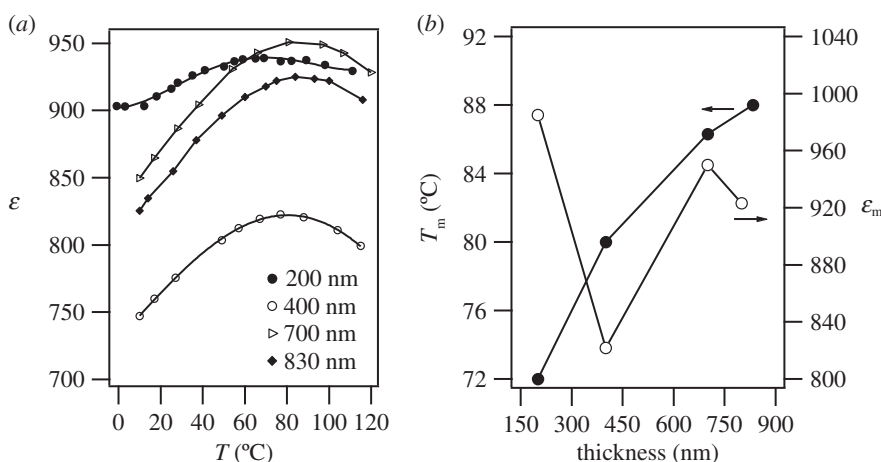 (a)
ε
950
900
850
800
750
700
0 20 40 60 80 100 120
T (ºC)
200 nm
400 nm
700 nm
830 nm
(b)
T_m (ºC)
92
88
84
80
76
72
150 300 450 600 750 900
thickness (nm)
1040
1000
960
920
880
840
800
ε_m